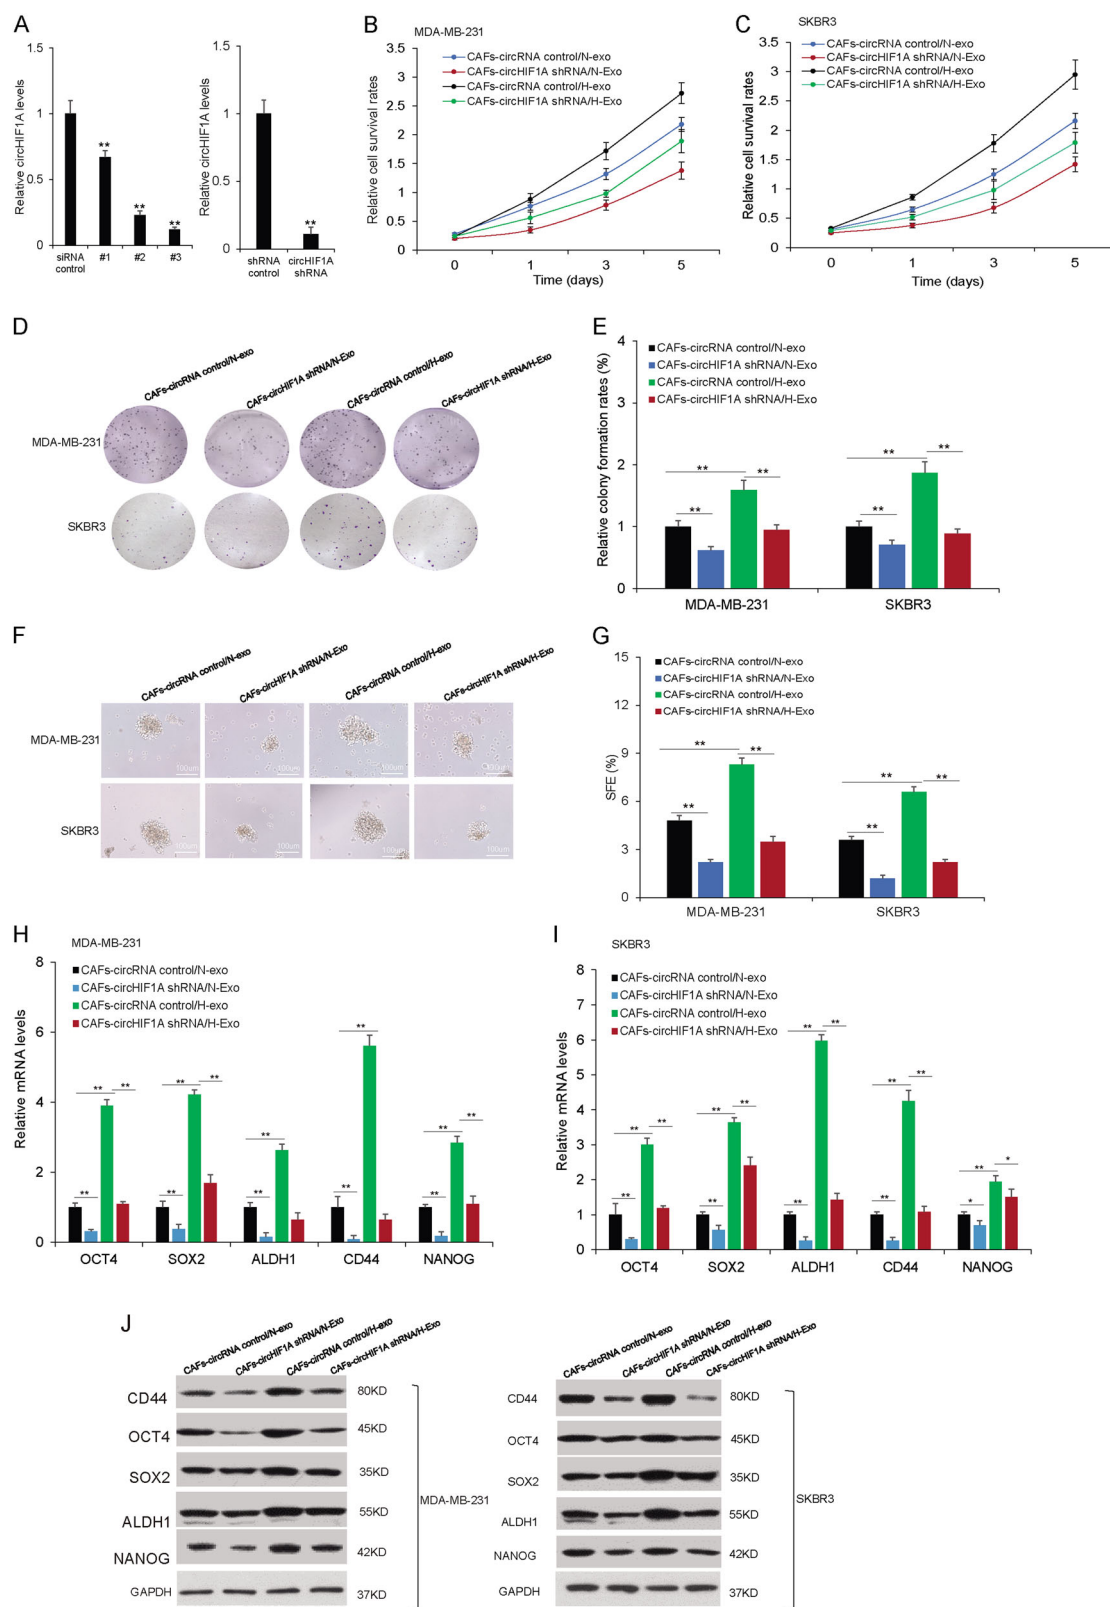 A
Relative circHIF1A levels
1.5
1
0.5
0
**
**
**
siRNA
control
#1
#2
#3
Relative circHIF1A levels
1.5
1
0.5
0
**
shRNA
control
circHIF1A
shRNA
B
MDA-MB-231
Relative cell survival rates
3.5
3
2.5
2
1.5
1
0.5
0
CAFs-circRNA control/N-exo
CAFs-circHIF1A shRNA/N-Exo
CAFs-circRNA control/H-exo
CAFs-circHIF1A shRNA/H-Exo
0
1
3
5
Time (days)
C
SKBR3
Relative cell survival rates
3.5
3
2.5
2
1.5
1
0.5
0
CAFs-circRNA control/N-exo
CAFs-circHIF1A shRNA/N-Exo
CAFs-circRNA control/H-exo
CAFs-circHIF1A shRNA/H-Exo
0
1
3
5
Time (days)
D
CAFs-circRNA control/N-exo
CAFs-circHIF1A shRNA/N-Exo
CAFs-circRNA control/H-exo
CAFs-circHIF1A shRNA/H-Exo
MDA-MB-231
SKBR3
E
Relative colony formation rates (%)
4
3
2
1
0
CAFs-circRNA control/N-exo
CAFs-circHIF1A shRNA/N-Exo
CAFs-circRNA control/H-exo
CAFs-circHIF1A shRNA/H-Exo
**
**
**
**
**
**
MDA-MB-231
SKBR3
F
CAFs-circRNA control/N-exo
CAFs-circHIF1A shRNA/N-Exo
CAFs-circRNA control/H-exo
CAFs-circHIF1A shRNA/H-Exo
MDA-MB-231
100μm
100μm
100μm
100μm
SKBR3
100μm
100μm
100μm
100μm
G
SFE (%)
15
12
9
6
3
0
CAFs-circRNA control/N-exo
CAFs-circHIF1A shRNA/N-Exo
CAFs-circRNA control/H-exo
CAFs-circHIF1A shRNA/H-Exo
**
**
**
**
**
**
MDA-MB-231
SKBR3
H
MDA-MB-231
Relative mRNA levels
8
6
4
2
0
CAFs-circRNA control/N-exo
CAFs-circHIF1A shRNA/N-Exo
CAFs-circRNA control/H-exo
CAFs-circHIF1A shRNA/H-Exo
**
**
**
**
**
**
**
**
**
**
**
**
**
OCT4
SOX2
ALDH1
CD44
NANOG
I
SKBR3
Relative mRNA levels
8
7
6
5
4
3
2
1
0
CAFs-circRNA control/N-exo
CAFs-circHIF1A shRNA/N-Exo
CAFs-circRNA control/H-exo
CAFs-circHIF1A shRNA/H-Exo
**
**
**
**
**
**
**
**
**
**
**
**
**
*
*
OCT4
SOX2
ALDH1
CD44
NANOG
J
CAFs-circRNA control/N-exo
CAFs-circHIF1A shRNA/N-Exo
CAFs-circRNA control/H-exo
CAFs-circHIF1A shRNA/H-Exo
CD44
80KD
OCT4
45KD
SOX2
35KD
ALDH1
55KD
NANOG
42KD
GAPDH
37KD
MDA-MB-231
CAFs-circRNA control/N-exo
CAFs-circHIF1A shRNA/N-Exo
CAFs-circRNA control/H-exo
CAFs-circHIF1A shRNA/H-Exo
CD44
80KD
OCT4
45KD
SOX2
35KD
ALDH1
55KD
NANOG
42KD
GAPDH
37KD
SKBR3